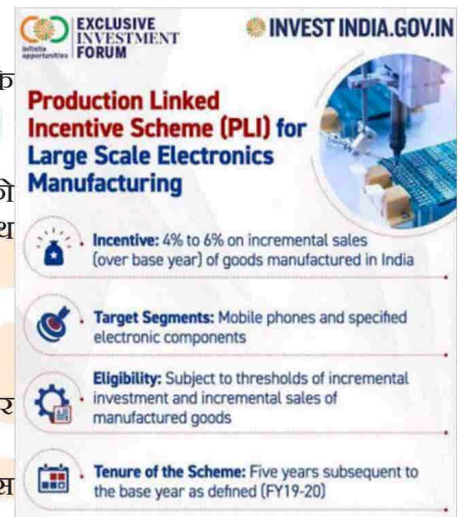 EXCLUSIVE
INVESTMENT
FORUM
infinite
opportunities
INVEST INDIA.GOV.IN
Production Linked
Incentive Scheme (PLI) for
Large Scale Electronics
Manufacturing
Incentive: 4% to 6% on incremental sales
(over base year) of goods manufactured in India
Target Segments: Mobile phones and specified
electronic components
Eligibility: Subject to thresholds of incremental
investment and incremental sales of
manufactured goods
Tenure of the Scheme: Five years subsequent to
the base year as defined (FY19-20)